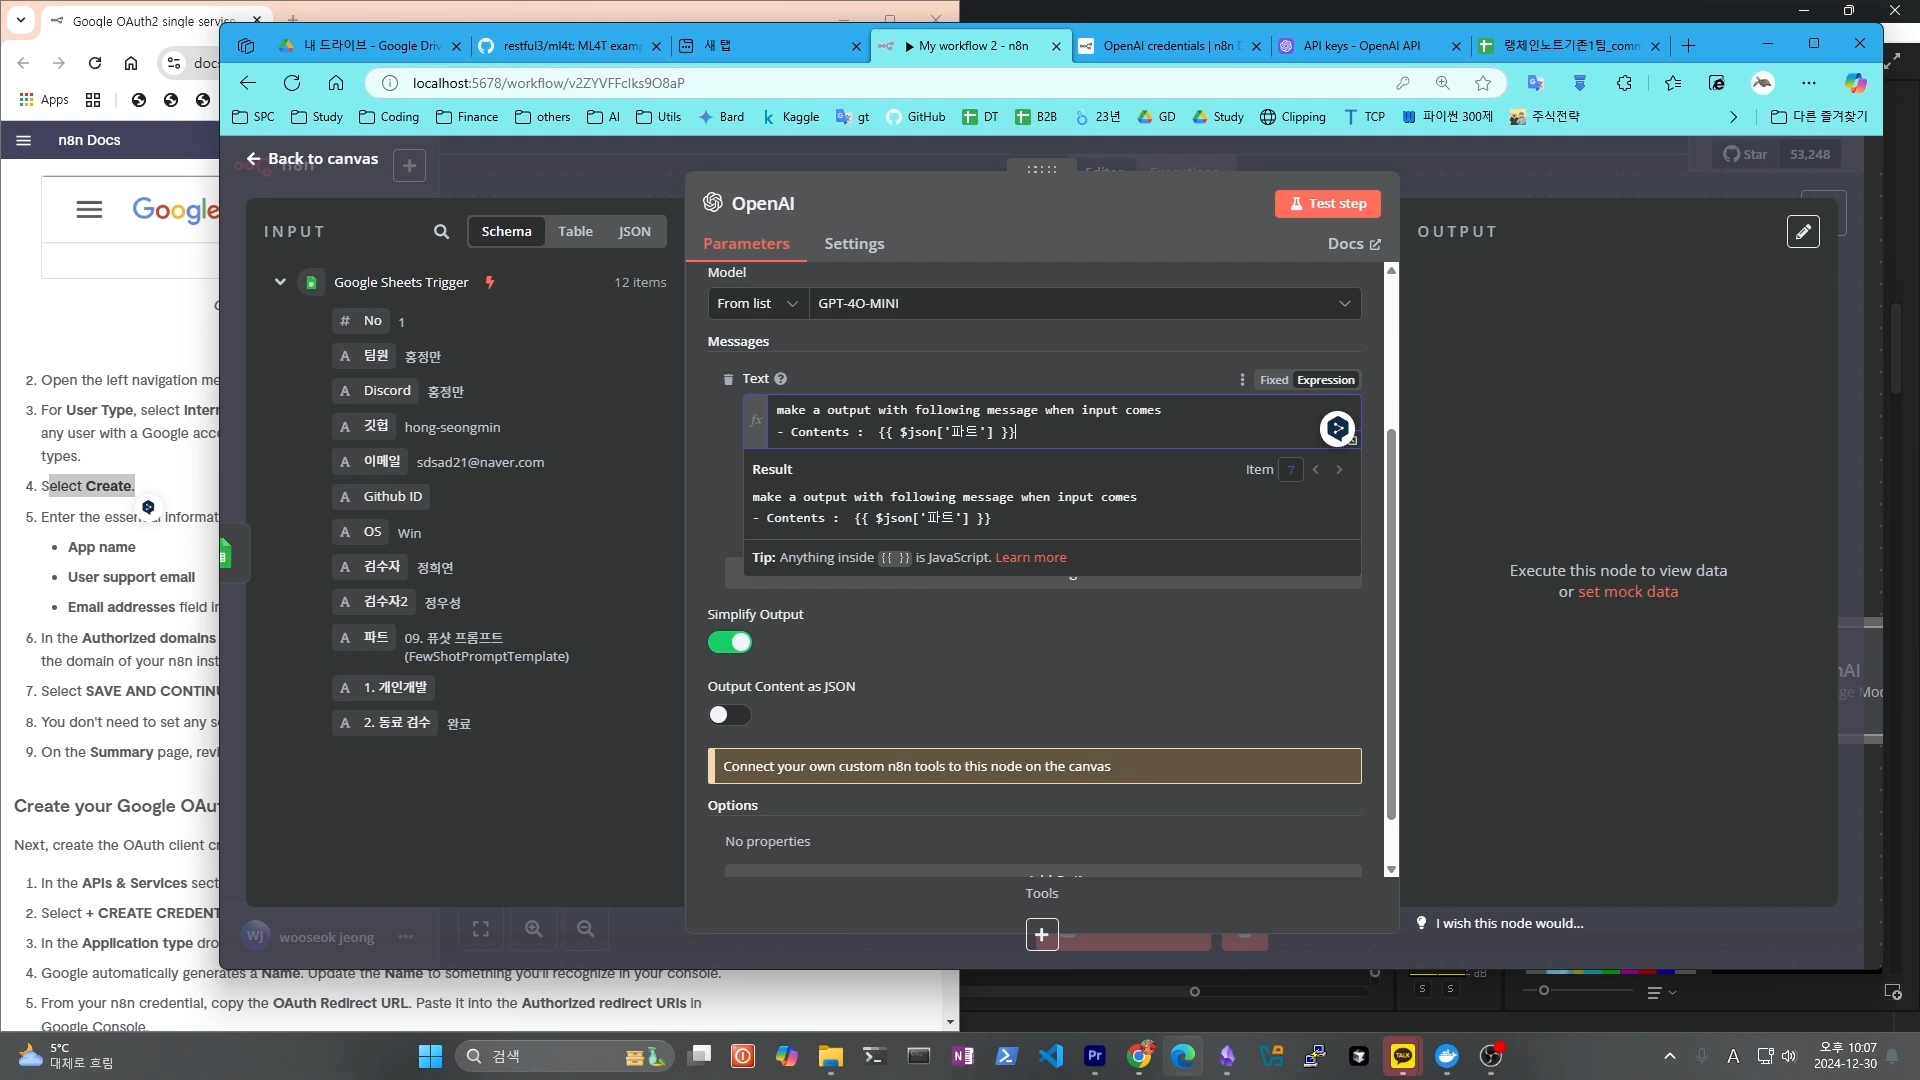 Google OAuth2 single service
Apps
n8n Docs
Google
2. Open the left navigation me
3. For User Type, select Intern
any user with a Google acco
types.
4. Select Create.
5. Enter the essential informat
App name
User support email
Email addresses field in
6. In the Authorized domains
the domain of your n8n inst
7. Select SAVE AND CONTINU
8. You don't need to set any s
9. On the Summary page, revi
Create your Google OAu
Next, create the OAuth client cr
1. In the APIs & Services sect
2. Select + CREATE CREDENT
3. In the Application type dro
4. Google automatically generates a Name. Update the Name to something you'll recognize in your console.
5. From your n8n credential, copy the OAuth Redirect URL. Paste it into the Authorized redirect URIs in
Google Console.
내 드라이브 - Google Driv
restful3/ml4t: ML4T exam
새 탭
▶ My workflow 2 - n8n
OpenAI credentials | n8n D
API keys - OpenAI API
랭체인노트기존1팀_comm
localhost:5678/workflow/v2ZYVFFclks9O8aP
SPC Study Coding Finance others AI Utils Bard Kaggle gt GitHub DT B2B 23년 GD Study Clipping TCP 파이썬 300제 주식전략 다른 즐겨찾기
Back to canvas
Star 53,248
Editor Executions
INPUT
Schema Table JSON
Google Sheets Trigger 12 items
# No 1
A 팀원 홍정만
A Discord 홍정만
A 깃헙 hong-seongmin
A 이메일 sdsad21@naver.com
A Github ID
A OS Win
A 검수자 정희연
A 검수자2 정우성
A 파트 09. 퓨샷 프롬프트
(FewShotPromptTemplate)
A 1. 개인개발
A 2. 동료 검수 완료
OpenAI
Test step
Parameters Settings Docs
Model
From list GPT-4O-MINI
Messages
Text Fixed Expression
fx
make a output with following message when input comes
- Contents : {{ $json['파트'] }}
Result Item 7
make a output with following message when input comes
- Contents : {{ $json['파트'] }}
Tip: Anything inside {{ }} is JavaScript. Learn more
Simplify Output
Output Content as JSON
Connect your own custom n8n tools to this node on the canvas
Options
No properties
Tools
OUTPUT
Execute this node to view data
or set mock data
I wish this node would...
WJ wooseok jeong
dB
S S
5°C
대체로 흐림
검색
TALK
A
오후 10:07
2024-12-30